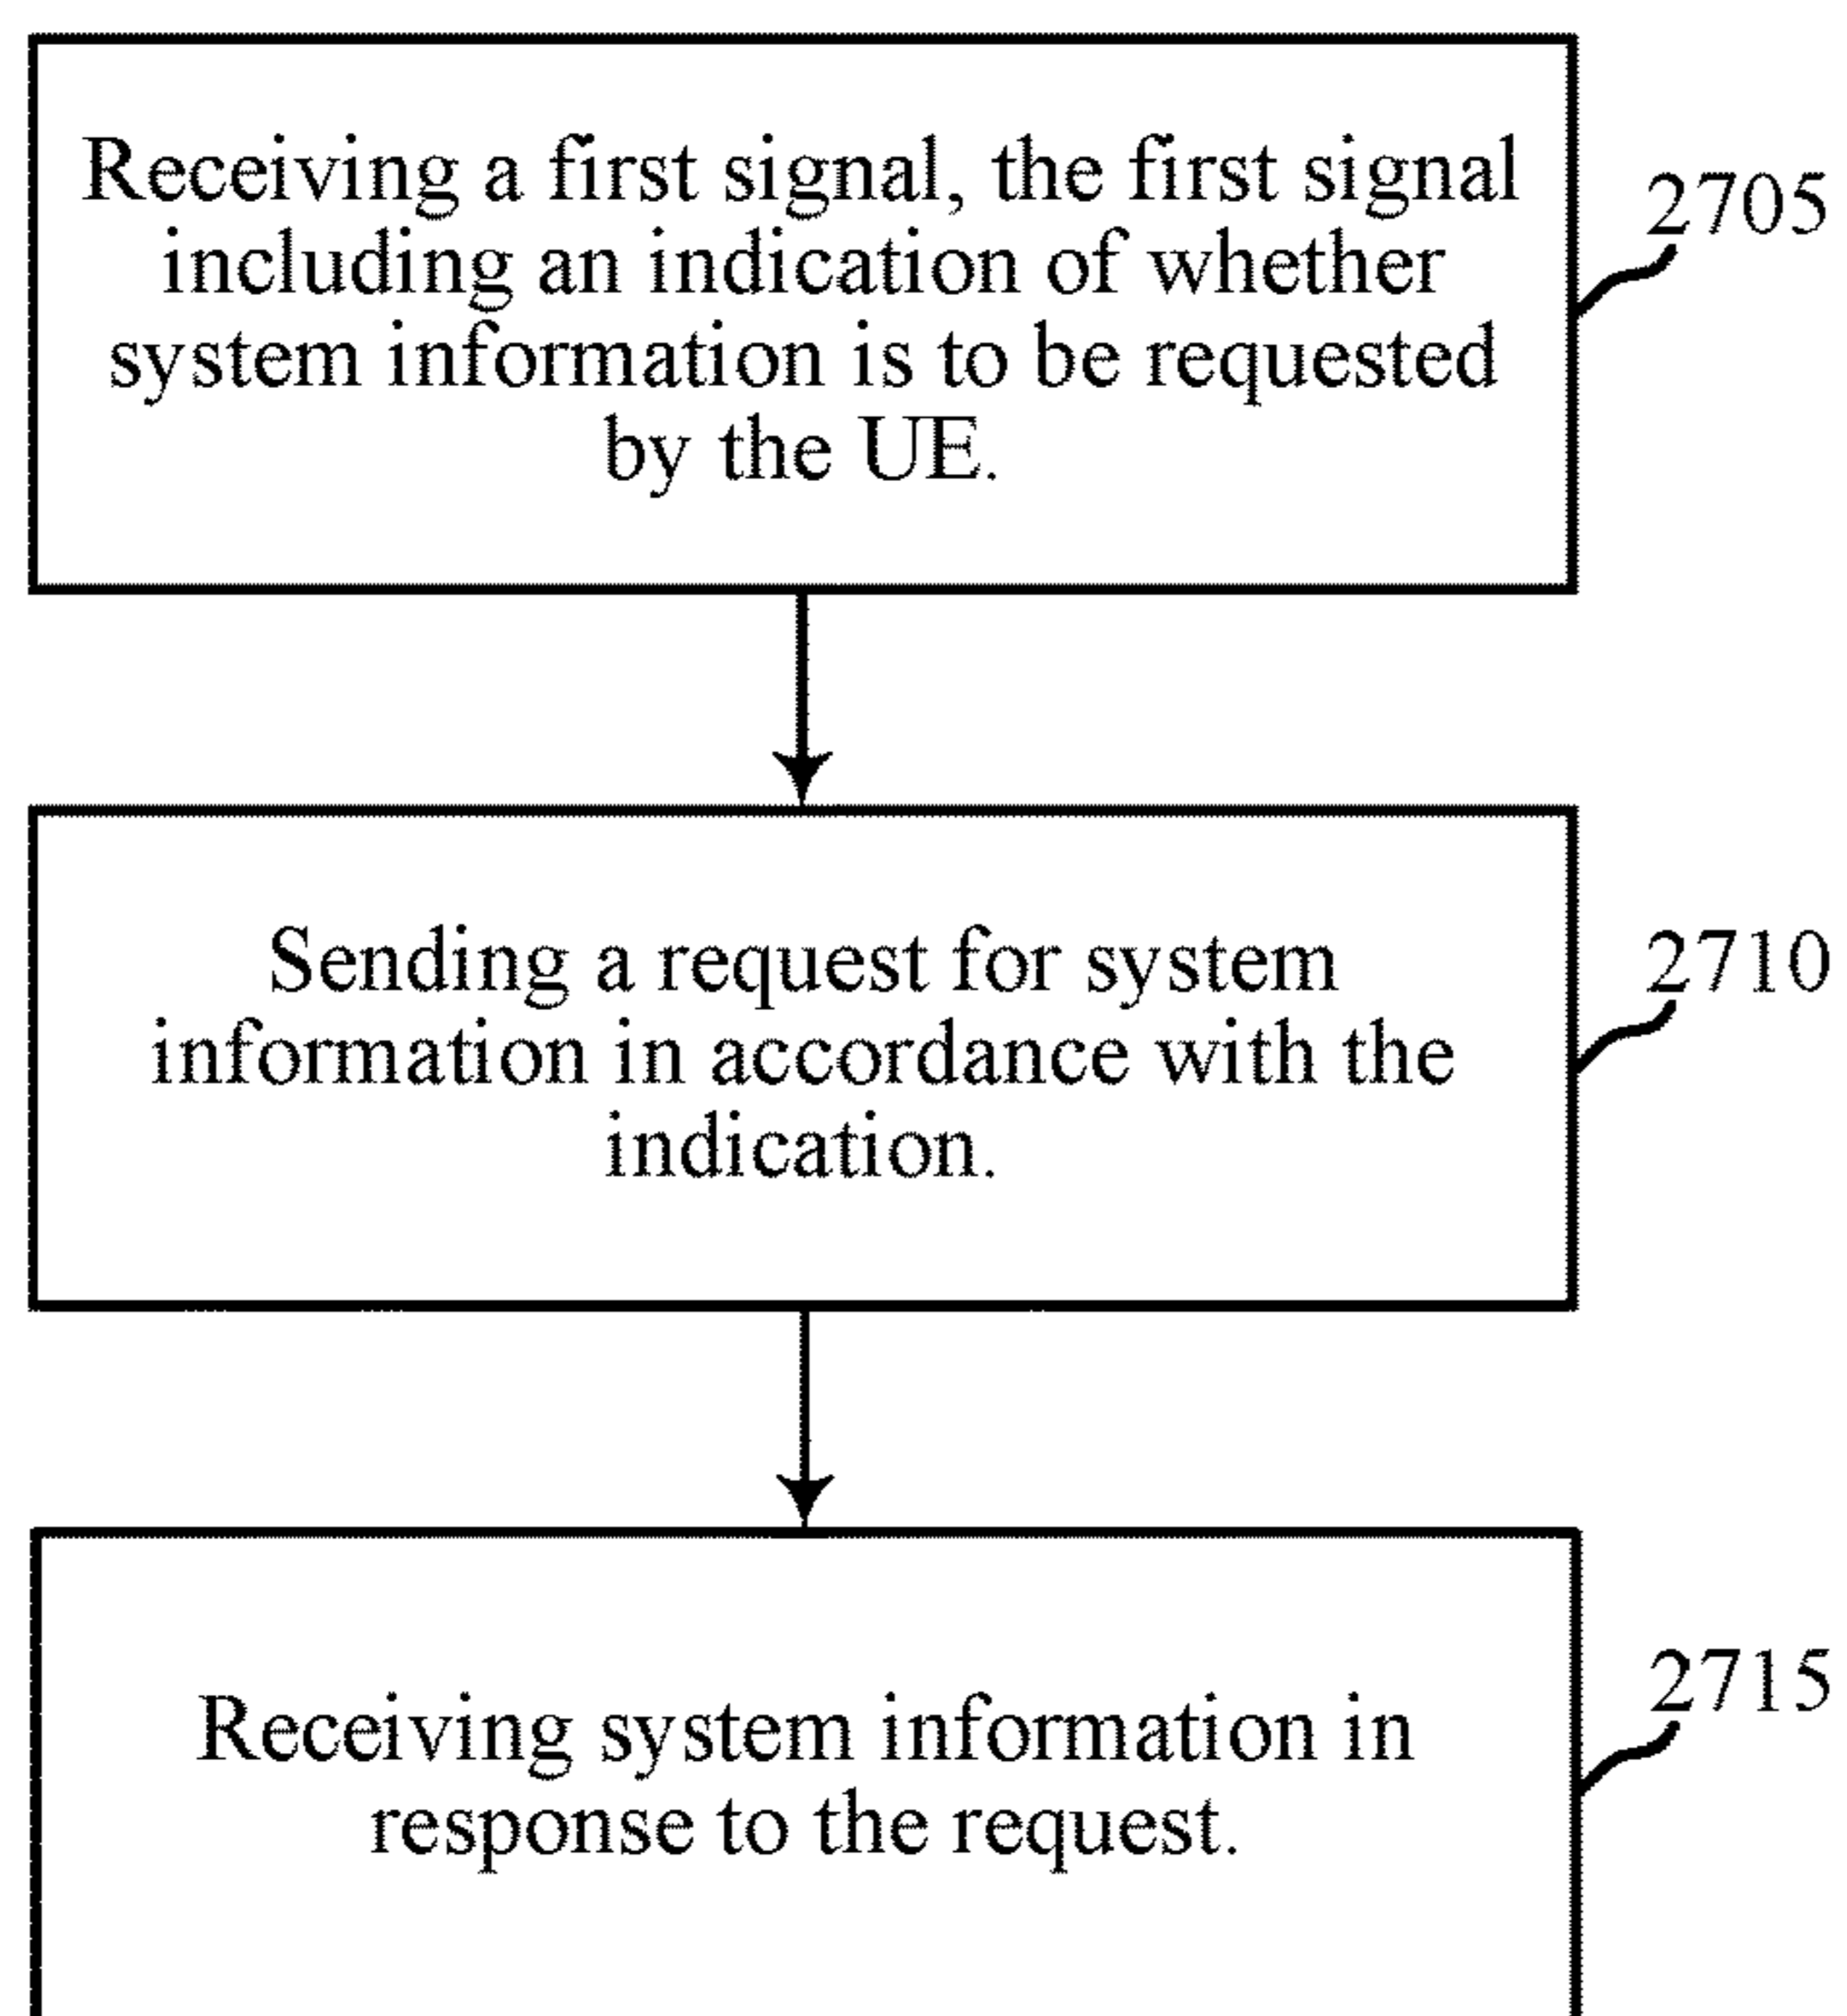 Receiving a first signal, the first signal
including an indication of whether
system information is to be requested
by the UE.
2705
Sending a request for system
information in accordance with the
indication.
2710
Receiving system information in
response to the request.
2715